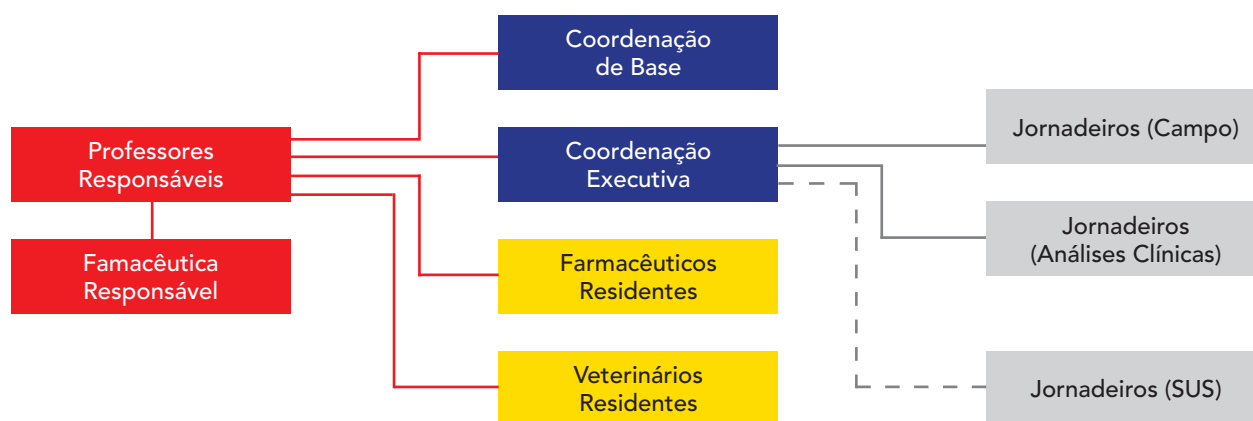 Coordenação
de Base
Professores
Responsáveis
Coordenação
Executiva
Jornadeiros (Campo)
Famacêutica
Responsável
Farmacêuticos
Residentes
Jornadeiros
(Análises Clínicas)
Veterinários
Residentes
Jornadeiros (SUS)